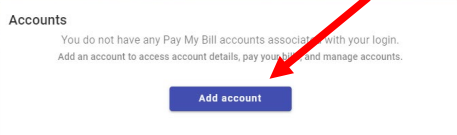 Accounts
You do not have any Pay My Bill accounts associated with your login.
Add an account to access account details, pay your bills, and manage accounts.
Add account